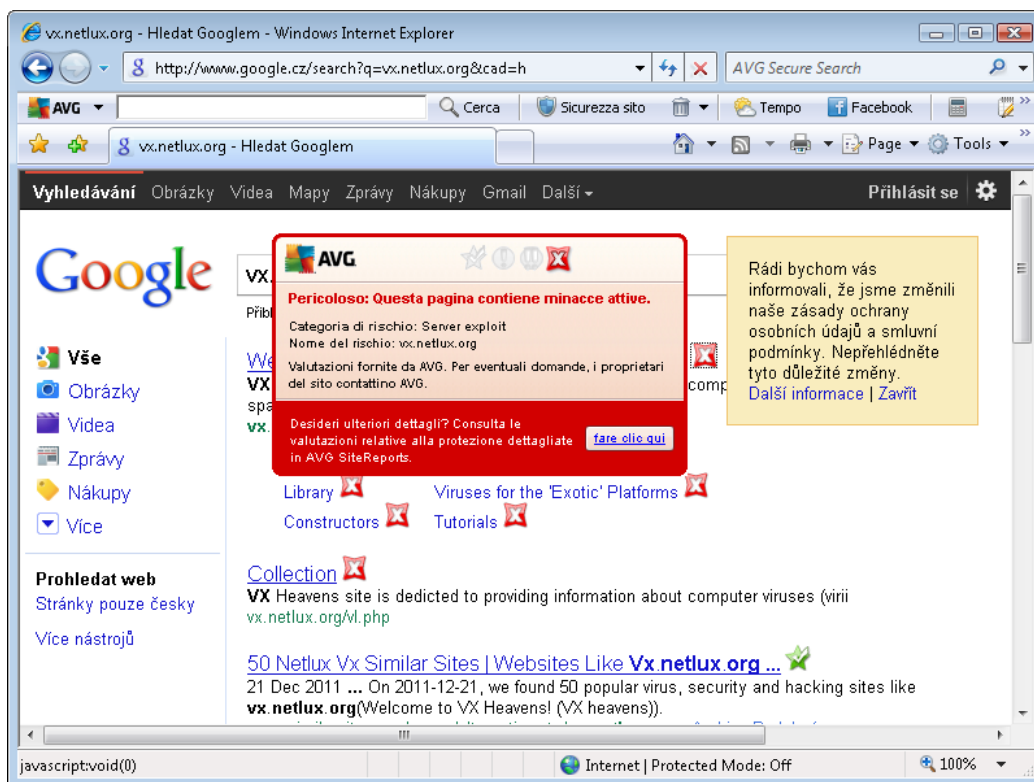 vx.netlux.org - Hledat Googlem - Windows Internet Explorer
http://www.google.cz/search?q=vx.netlux.org&cad=h
AVG Secure Search
AVG
Cerca
Sicurezza sito
Tempo
Facebook
vx.netlux.org - Hledat Googlem
Page
Tools
Vyhledávání Obrázky Videa Mapy Zprávy Nákupy Gmail Další
Přihlásit se
Google
vx.
Přibl
AVG
Pericoloso: Questa pagina contiene minacce attive.
Categoria di rischio: Server exploit
Nome del rischio: vx.netlux.org
Valutazioni fornite da AVG. Per eventuali domande, i proprietari
del sito contattino AVG.
Desideri ulteriori dettagli? Consulta le
valutazioni relative alla protezione dettagliate
in AVG SiteReports.
fare clic qui
Rádi bychom vás
informovali, že jsme změnili
naše zásady ochrany
osobních údajů a smluvní
podmínky. Nepřehlédněte
tyto důležité změny.
Další informace | Zavřít
Vše
Obrázky
Videa
Zprávy
Nákupy
Více
Prohledat web
Stránky pouze česky
Více nástrojů
We
VX
comp
spa
vx.
Library
Viruses for the 'Exotic' Platforms
Constructors
Tutorials
Collection
VX Heavens site is dedicted to providing information about computer viruses (virii
vx.netlux.org/vl.php
50 Netlux Vx Similar Sites | Websites Like Vx.netlux.org ...
21 Dec 2011 ... On 2011-12-21, we found 50 popular virus, security and hacking sites like
vx.netlux.org(Welcome to VX Heavens! (VX heavens)).
javascript:void(0)
Internet | Protected Mode: Off
100%